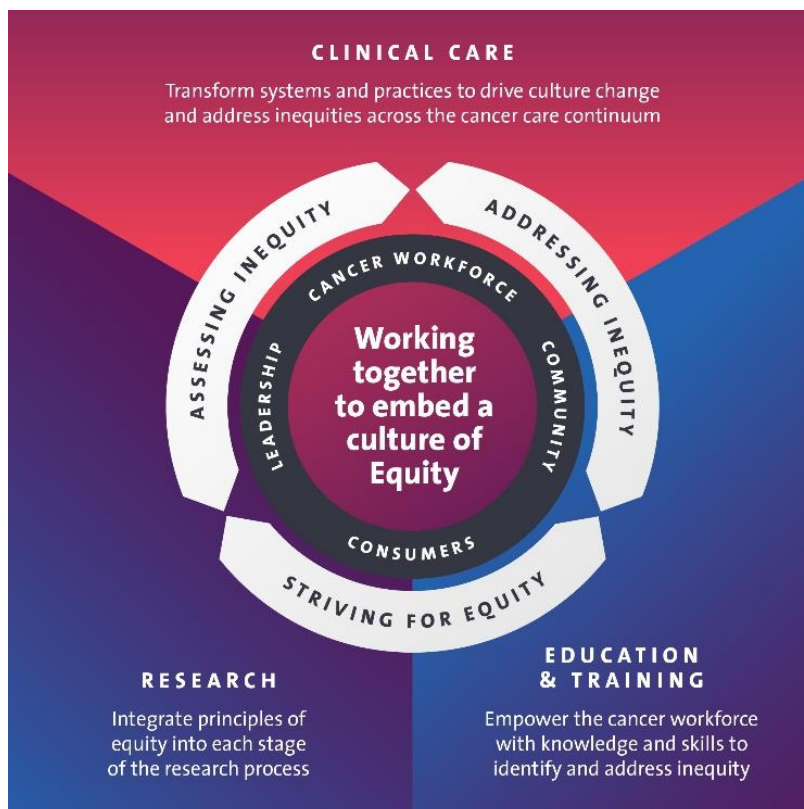 CLINICAL CARE
Transform systems and practices to drive culture change
and address inequities across the cancer care continuum
ASSESSING INEQUITY
ADDRESSING INEQUITY
CANCER WORKFORCE
LEADERSHIP
COMMUNITY
Working
together
to embed a
culture of
Equity
CONSUMERS
STRIVING FOR EQUITY
RESEARCH
Integrate principles of
equity into each stage
of the research process
EDUCATION
& TRAINING
Empower the cancer workforce
with knowledge and skills to
identify and address inequity